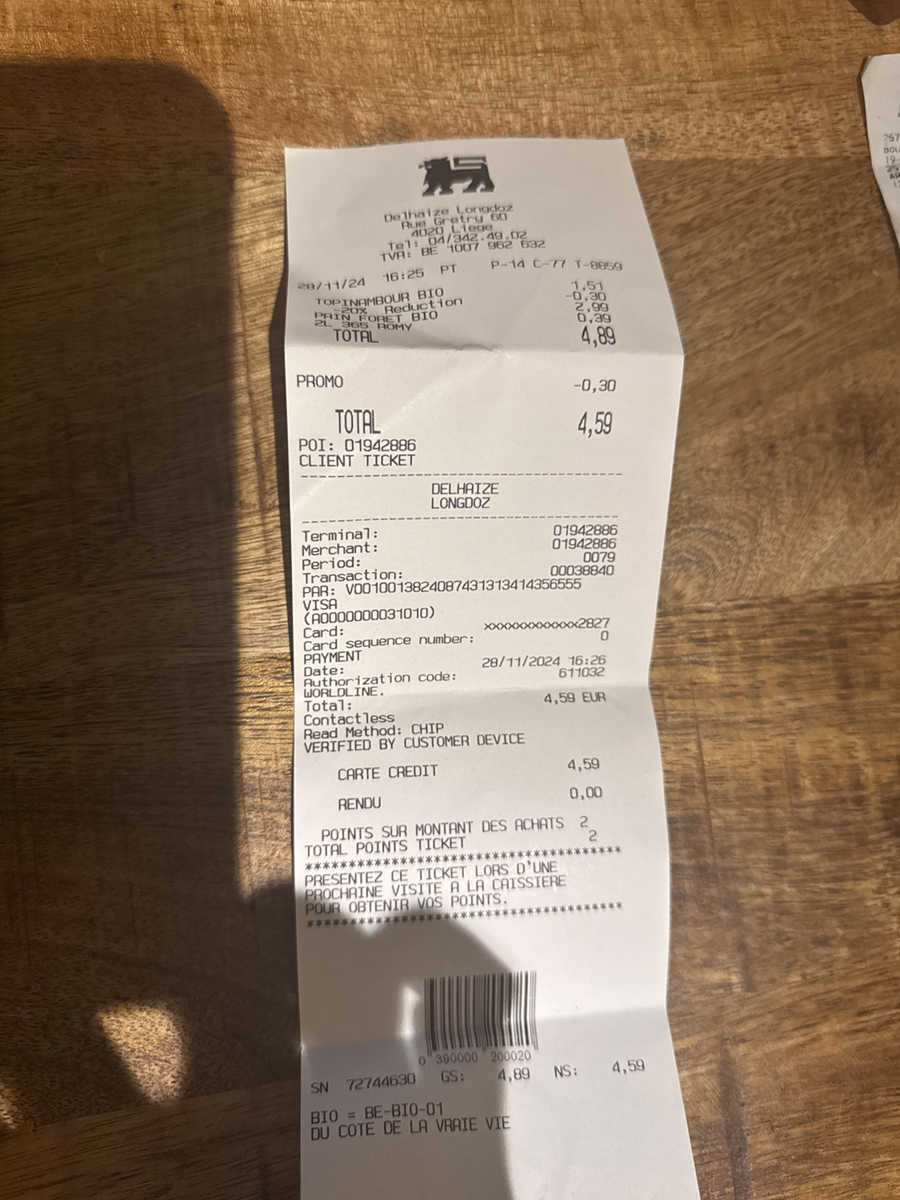 Delhaize Longdoz
Rue Gretry 60
4020 Liege
Tel: 04/342.49.02
TVA: BE 1007 962 632
28/11/24 16:25 PT P-14 C-77 T-8859
TOPINAMBOUR BIO 1,51
-20% Reduction -0,30
PAIN FORET BIO 2,99
2L 365 ROMY 0,39
TOTAL 4,89
PROMO -0,30
TOTAL 4,59
POI: 01942886
CLIENT TICKET
DELHAIZE
LONGDOZ
Terminal: 01942886
Merchant: 01942886
Period: 0079
Transaction: 00038840
PAR: V0010013824087431313414356555
VISA
(A0000000031010)
Card: xxxxxxxxxxxx2827
Card sequence number: 0
PAYMENT
Date: 28/11/2024 16:26
Authorization code: 611032
WORLDLINE.
Total: 4,59 EUR
Contactless
Read Method: CHIP
VERIFIED BY CUSTOMER DEVICE
CARTE CREDIT 4,59
RENDU 0,00
POINTS SUR MONTANT DES ACHATS 2
TOTAL POINTS TICKET 2
****************************************
PRESENTEZ CE TICKET LORS D'UNE
PROCHAINE VISITE A LA CAISSIERE
POUR OBTENIR VOS POINTS.
****************************************
0 390000 200020
SN 72744630 GS: 4,89 NS: 4,59
BIO = BE-BIO-01
DU COTE DE LA VRAIE VIE